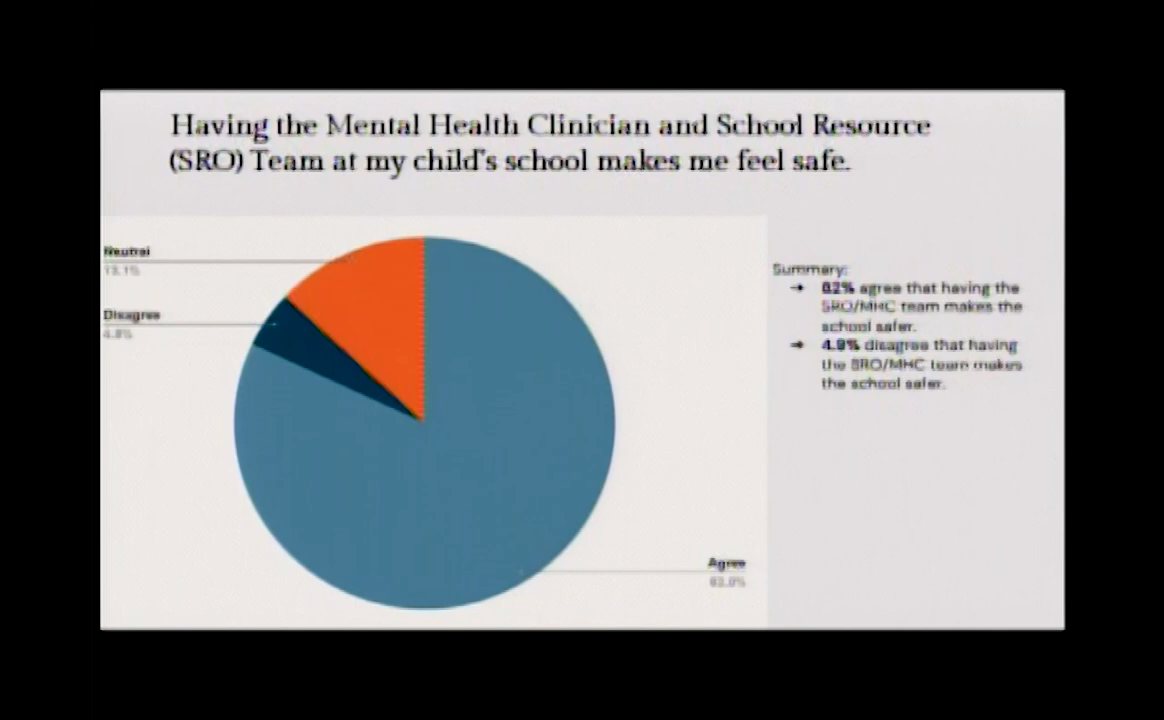 Having the Mental Health Clinician and School Resource
(SRO) Team at my child's school makes me feel safe.
Neutral
13.1%
Disagree
Summary:
→ 82% agree that having the
SRO/MHC team makes the
school safer.
→ 4.9% disagree that having
the SRO/MHC team makes
the school safer.
Agree